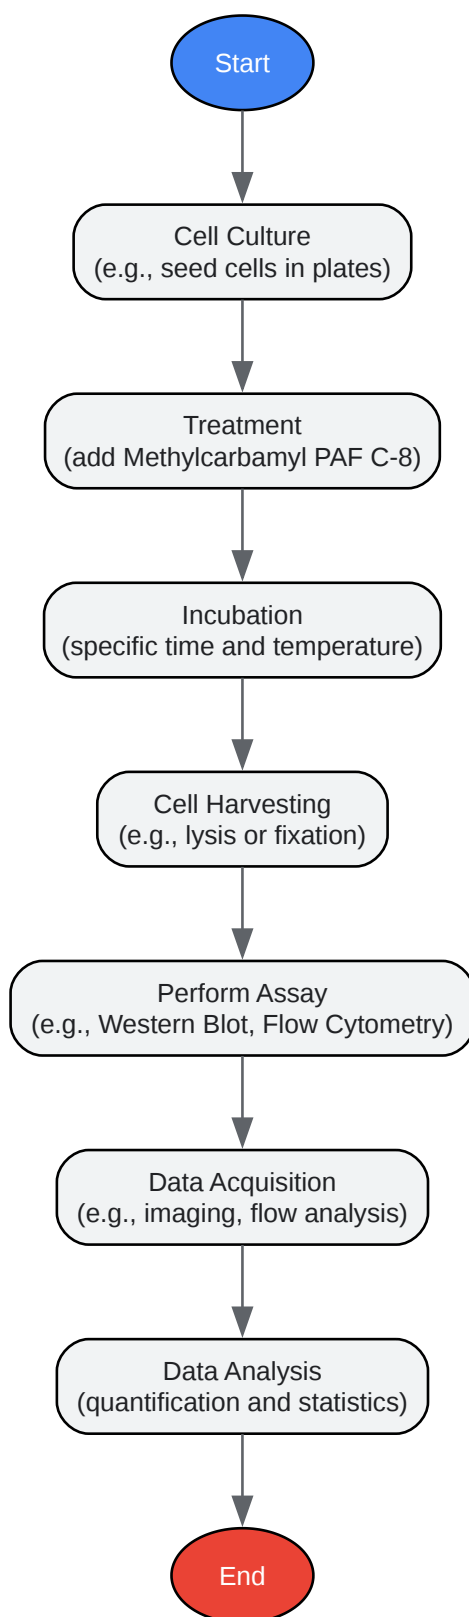 Start
Cell Culture
(e.g., seed cells in plates)
Treatment
(add Methylcarbamyl PAF C-8)
Incubation
(specific time and temperature)
Cell Harvesting
(e.g., lysis or fixation)
Perform Assay
(e.g., Western Blot, Flow Cytometry)
Data Acquisition
(e.g., imaging, flow analysis)
Data Analysis
(quantification and statistics)
End